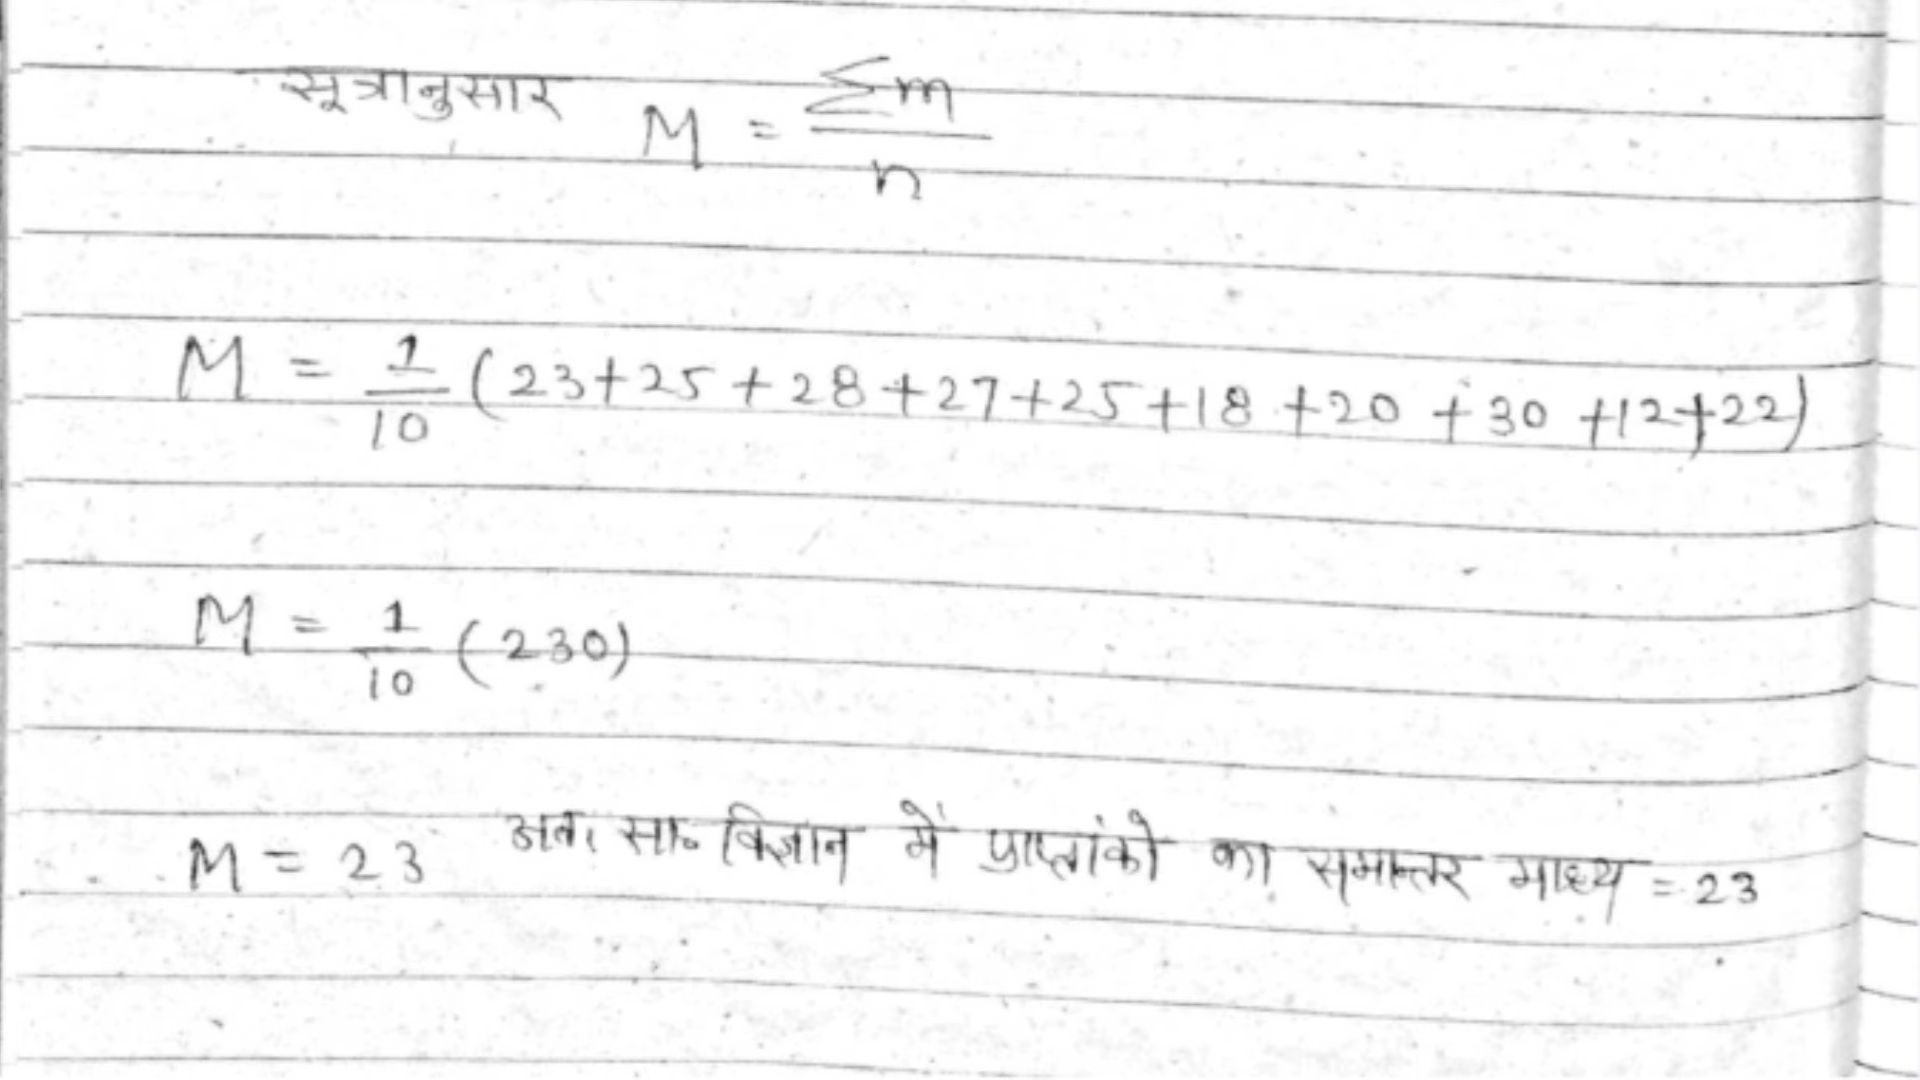 सूत्रानुसार M = Σm / n
M = 1/10 (23+25+28+27+25+18+20+30+12+22)
M = 1/10 (230)
M = 23 अतः सा० विज्ञान में प्राप्तांको का समान्तर माध्य = 23